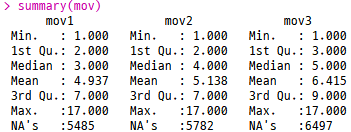 > summary(mov)
mov1 mov2 mov3
Min. : 1.000 Min. : 1.000 Min. : 1.000
1st Qu.: 2.000 1st Qu.: 2.000 1st Qu.: 3.000
Median : 3.000 Median : 4.000 Median : 5.000
Mean : 4.937 Mean : 5.138 Mean : 6.415
3rd Qu.: 7.000 3rd Qu.: 7.000 3rd Qu.: 9.000
Max. :17.000 Max. :17.000 Max. :17.000
NA's :5485 NA's :5782 NA's :6497